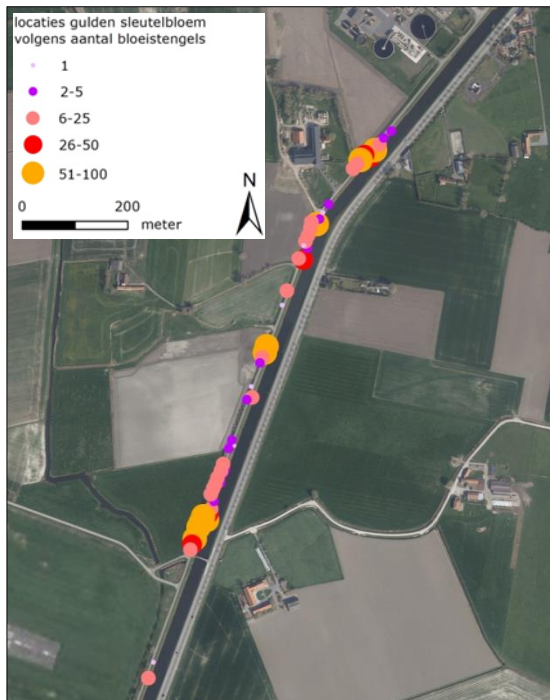 locaties gulden sleutelbloem
volgens aantal bloeistengels
1
2-5
6-25
26-50
51-100
N
0 200
meter